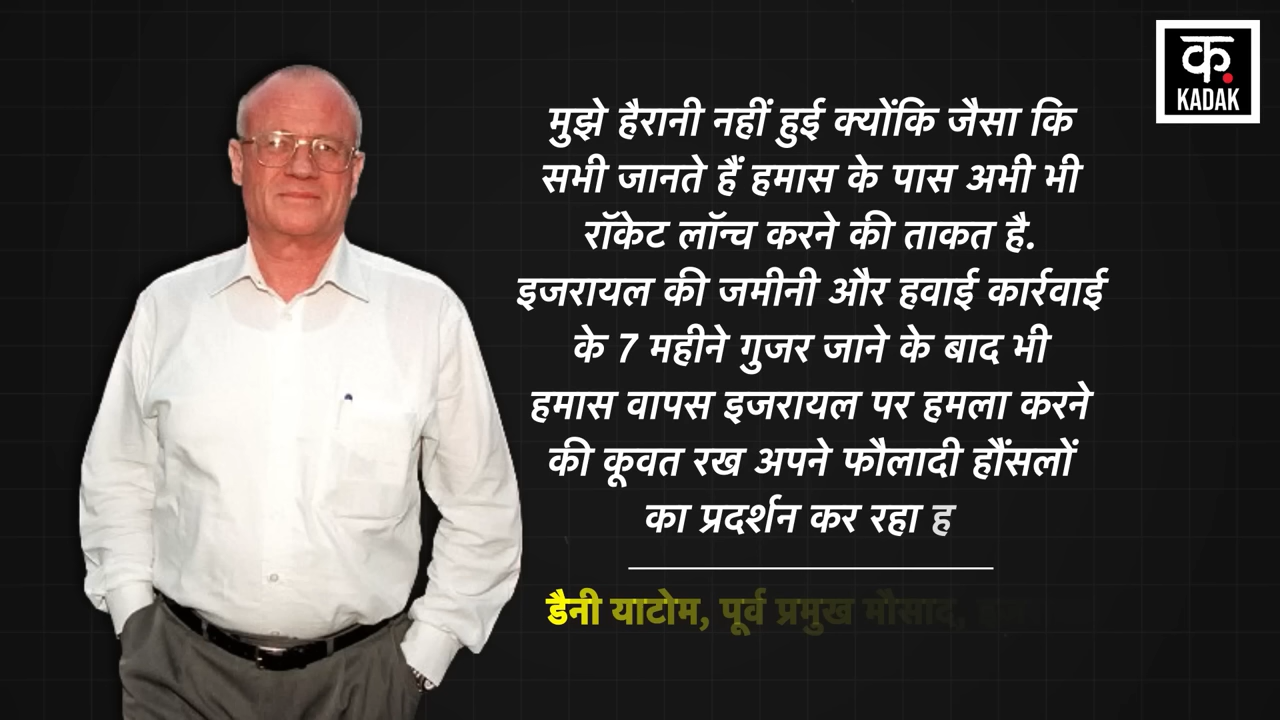 क.
KADAK
मुझे हैरानी नहीं हुई क्योंकि जैसा कि
सभी जानते हैं हमास के पास अभी भी
रॉकेट लॉन्च करने की ताकत है.
इजरायल की जमीनी और हवाई कार्रवाई
के 7 महीने गुजर जाने के बाद भी
हमास वापस इजरायल पर हमला करने
की कूवत रख अपने फौलादी हौंसलों
का प्रदर्शन कर रहा ह
डैनी याटोम, पूर्व प्रमुख मौसाद,